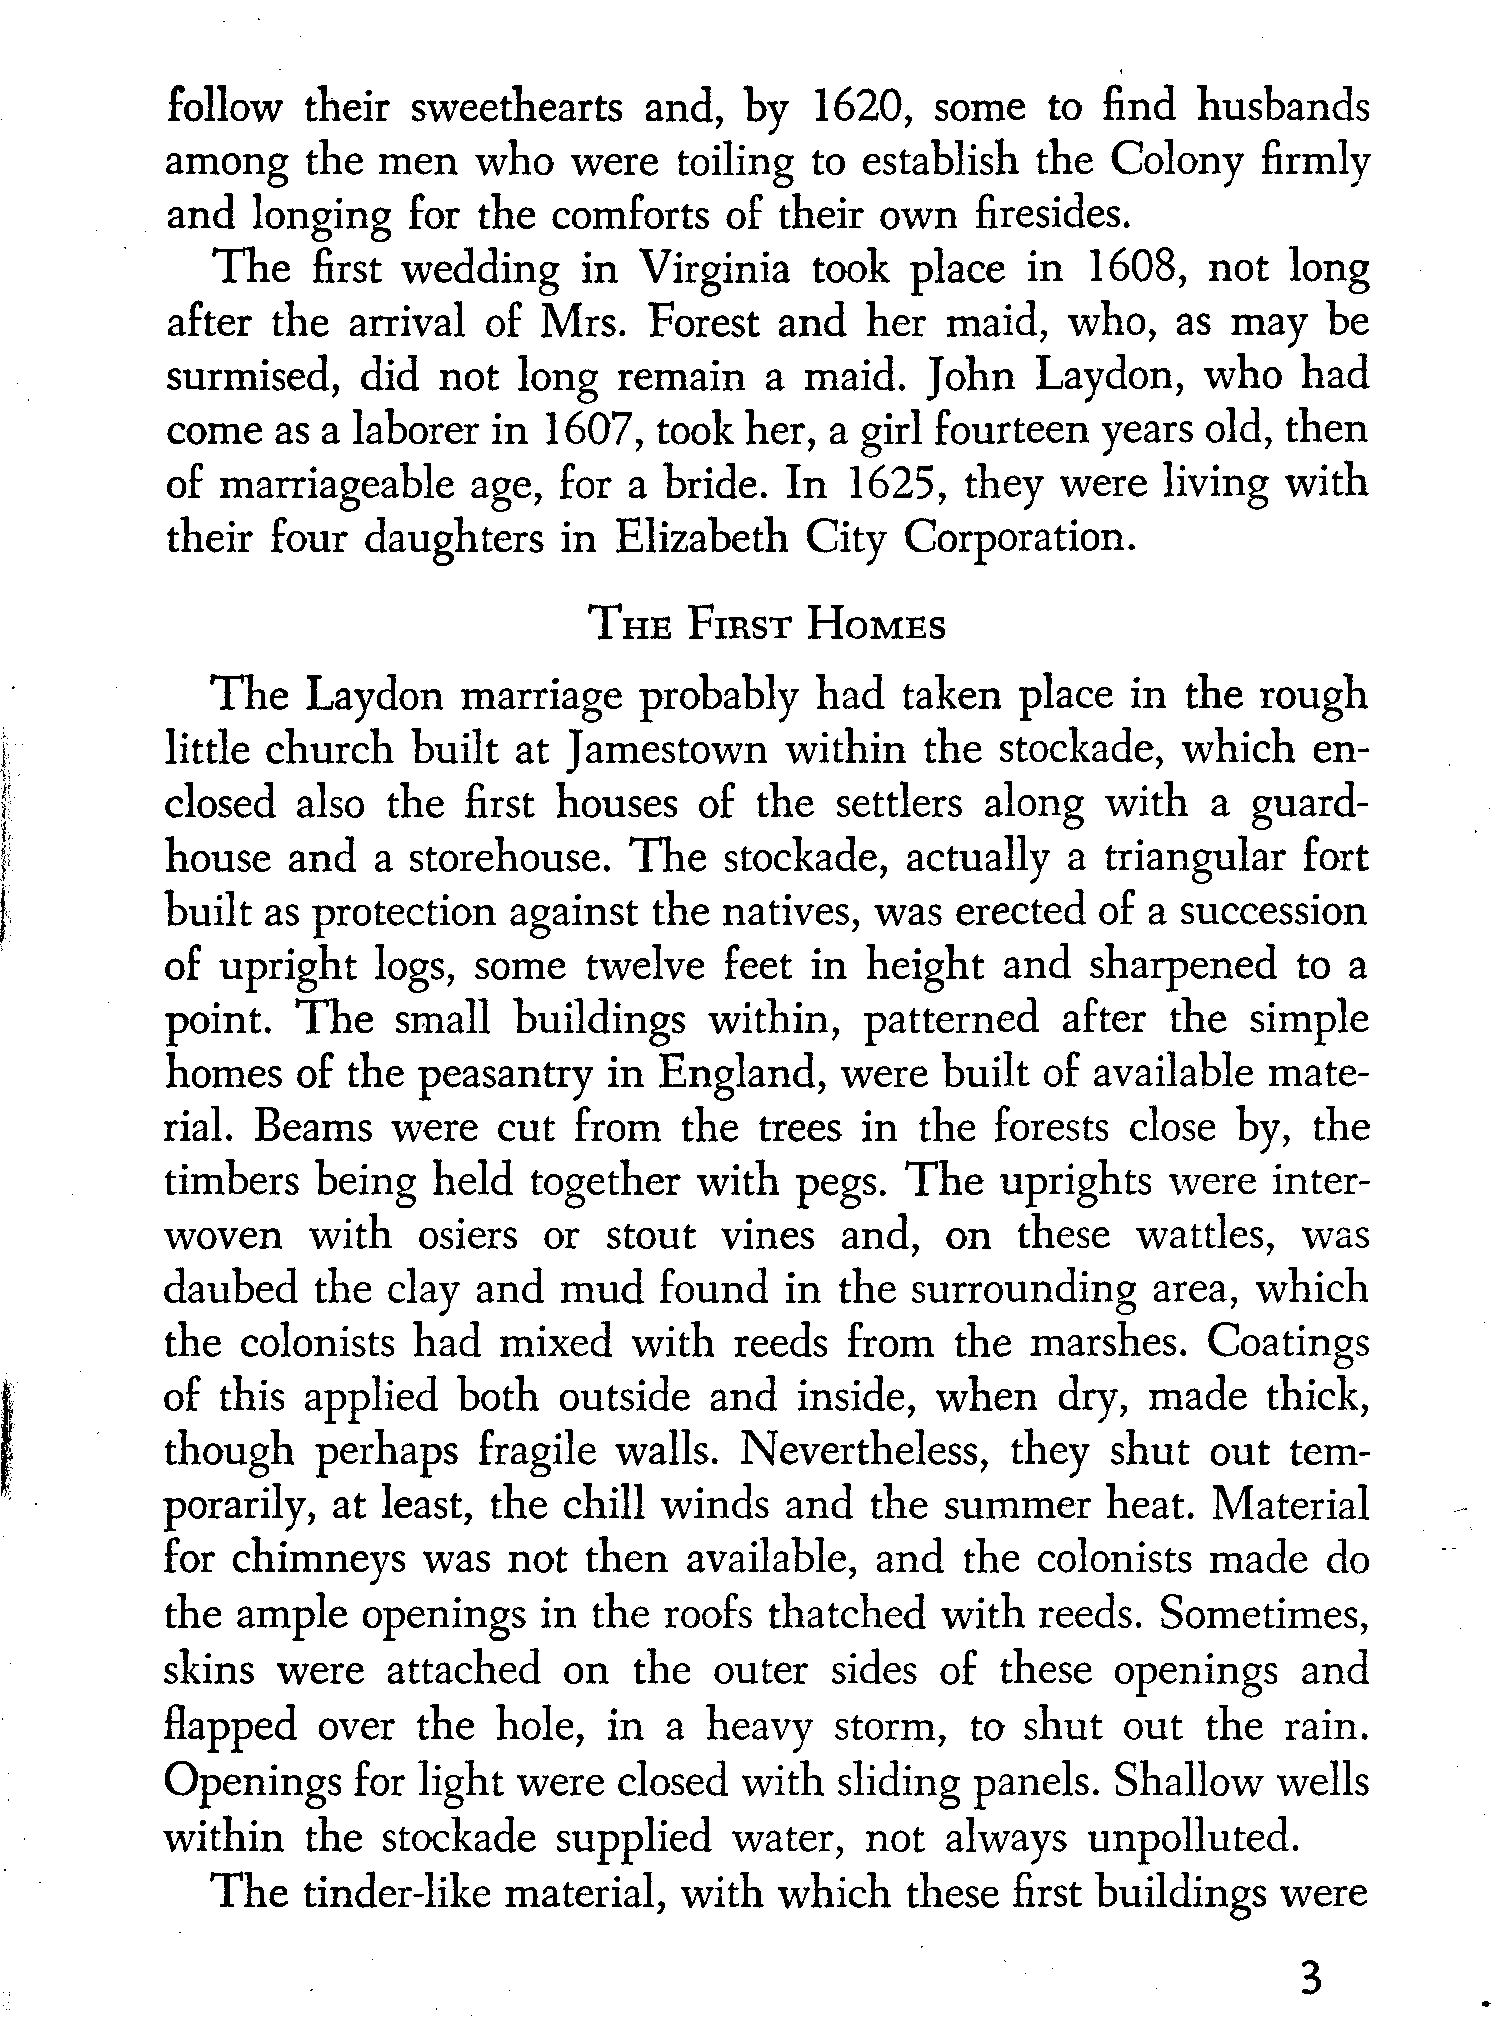 follow their sweethearts and, by 1620, some to find husbands
among the men who were toiling to establish the Colony firmly
and longing for the comforts of their own firesides.
The first wedding in Virginia took place in 1608, not long
after the arrival of Mrs. Forest and her maid, who, as may be
surmised, did not long remain a maid. John Laydon, who had
come as a laborer in 1607, took her, a girl fourteen years old, then
of marriageable age, for a bride. In 1625, they were living with
their four daughters in Elizabeth City Corporation.
THE FIRST HOMES
The Laydon marriage probably had taken place in the rough
little church built at Jamestown within the stockade, which en-
closed also the first houses of the settlers along with a guard-
house and a storehouse. The stockade, actually a triangular fort
built as protection against the natives, was erected of a succession
of upright logs, some twelve feet in height and sharpened to a
point. The small buildings within, patterned after the simple
homes of the peasantry in England, were built of available mate-
rial. Beams were cut from the trees in the forests close by, the
timbers being held together with pegs. The uprights were inter-
woven with osiers or stout vines and, on these wattles, was
daubed the clay and mud found in the surrounding area, which
the colonists had mixed with reeds from the marshes. Coatings
of this applied both outside and inside, when dry, made thick,
though perhaps fragile walls. Nevertheless, they shut out tem-
porarily, at least, the chill winds and the summer heat. Material
for chimneys was not then available, and the colonists made do
the ample openings in the roofs thatched with reeds. Sometimes,
skins were attached on the outer sides of these openings and
flapped over the hole, in a heavy storm, to shut out the rain.
Openings for light were closed with sliding panels. Shallow wells
within the stockade supplied water, not always unpolluted.
The tinder-like material, with which these first buildings were
3